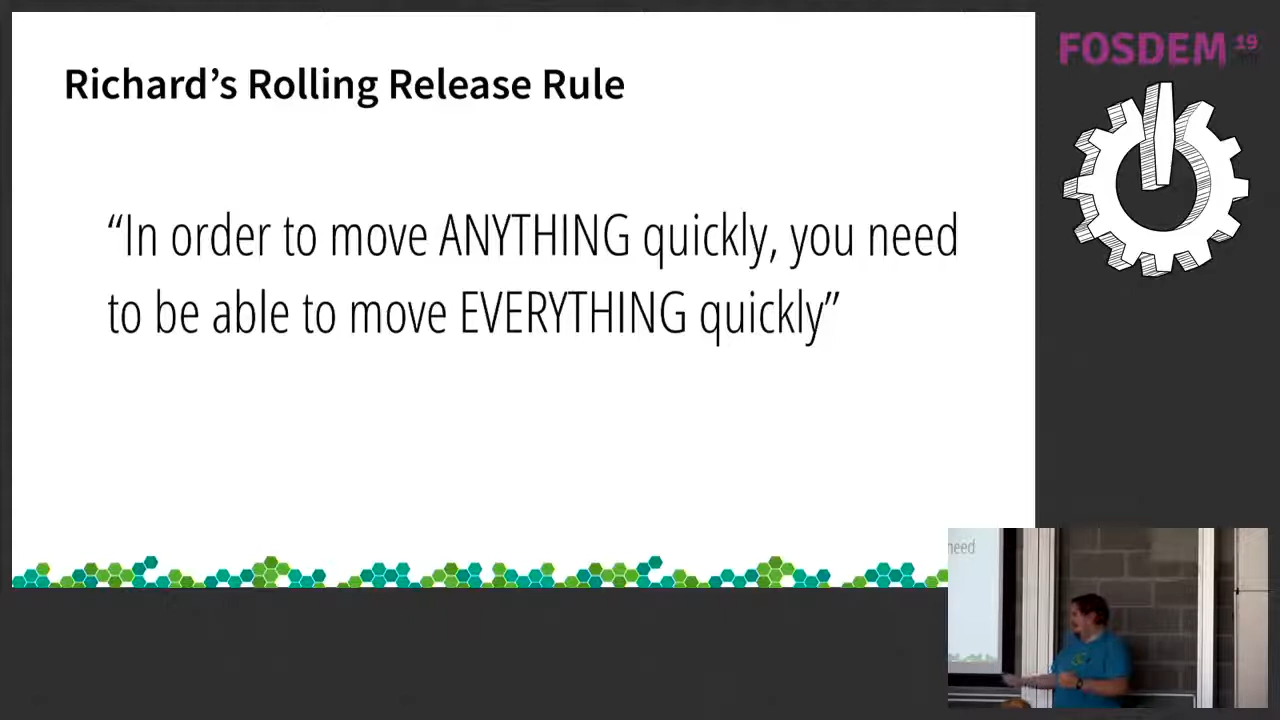 Richard’s Rolling Release Rule
“In order to move ANYTHING quickly, you need
to be able to move EVERYTHING quickly”
FOSDEM 19
need